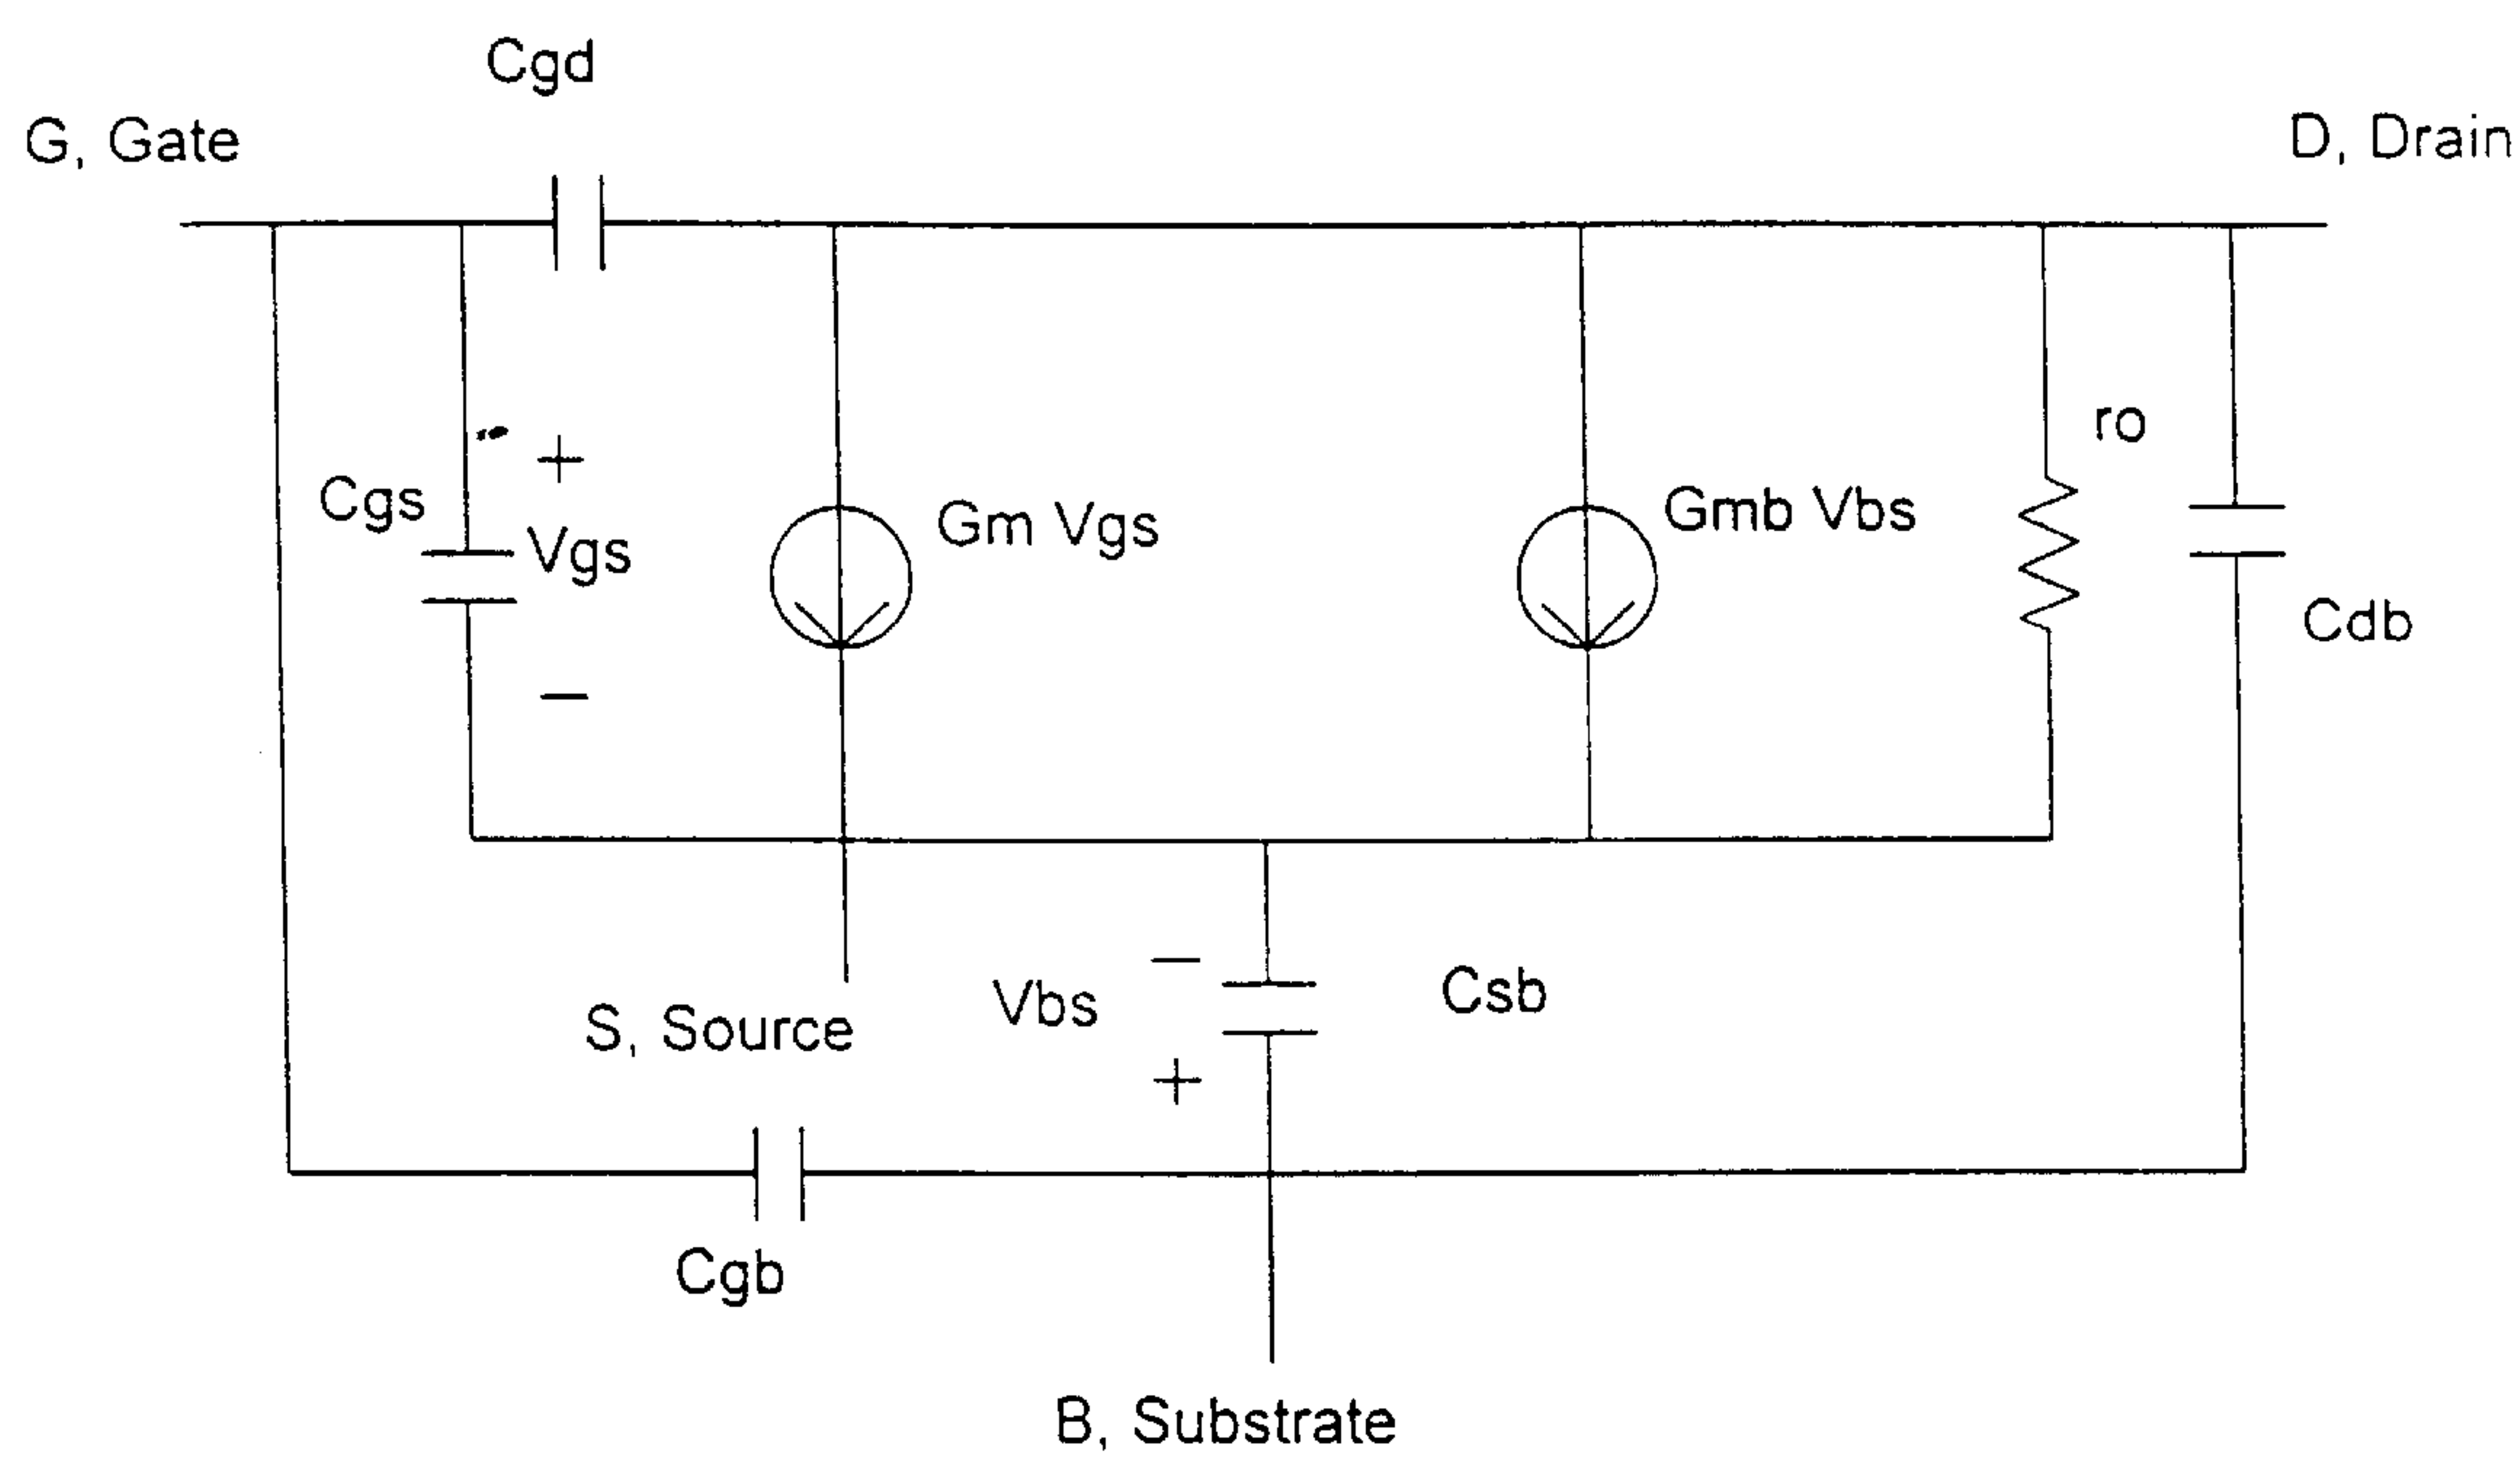 Cgd
G, Gate
D, Drain
ro
Cgs
+
Vgs
Gm Vgs
Gmb Vbs
Cdb
−
−
Vbs
Csb
S, Source
+
Cgb
B, Substrate